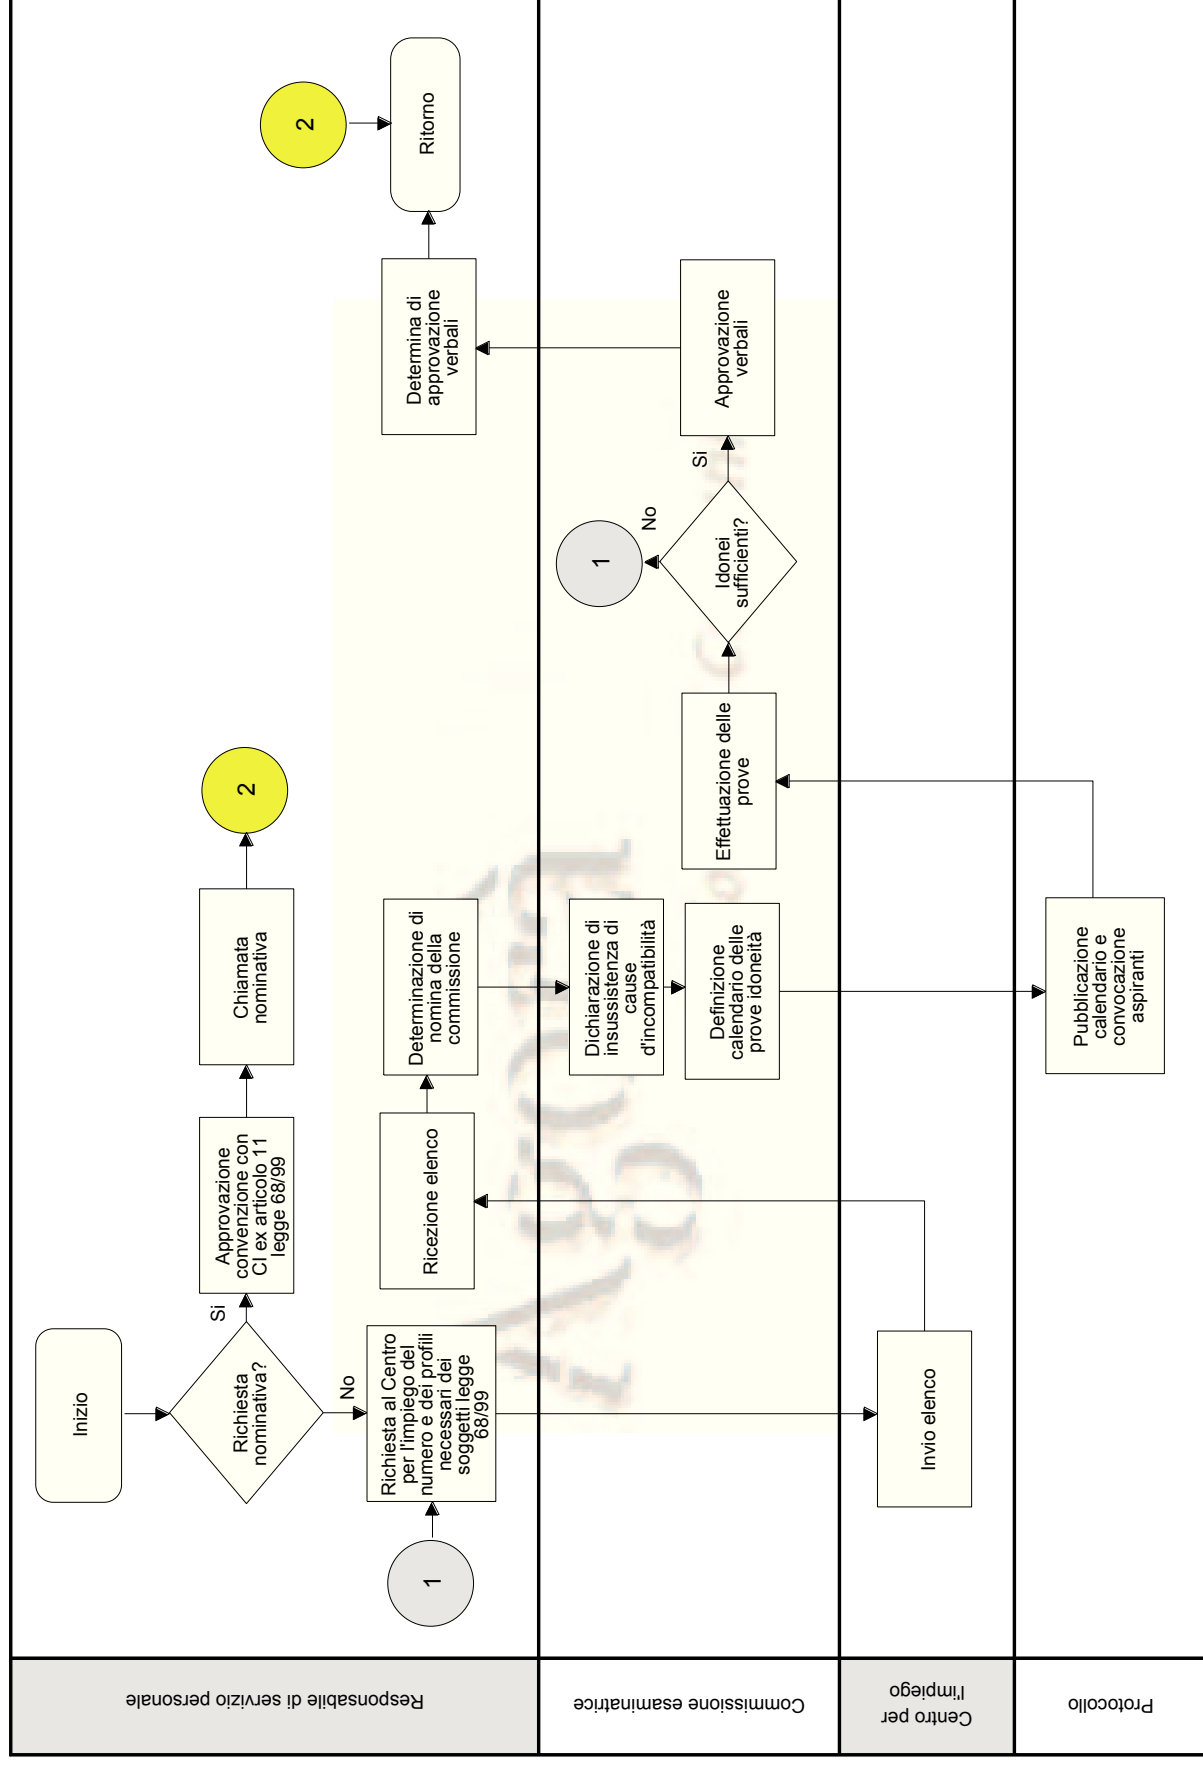 Responsabile di servizio personale
Inizio
Richiesta
nominativa?
Si
No
Approvazione
convenzione con
CI ex articolo 11
legge 68/99
Chiamata
nominativa
2
2
Ritorno
1
Richiesta al Centro
per l'impiego del
numero e dei profili
necessari dei
soggetti legge
68/99
Ricezione elenco
Determinazione di
nomina della
commissione
Determina di
approvazione
verbali
Commissione esaminatrice
Dichiarazione di
insussistenza di
cause
d'incompatibilità
Definizione
calendario delle
prove idoneità
Effettuazione delle
prove
Idonei
sufficienti?
No
1
Si
Approvazione
verbali
Centro per
l'impiego
Invio elenco
Protocollo
Pubblicazione
calendario e
convocazione
aspiranti